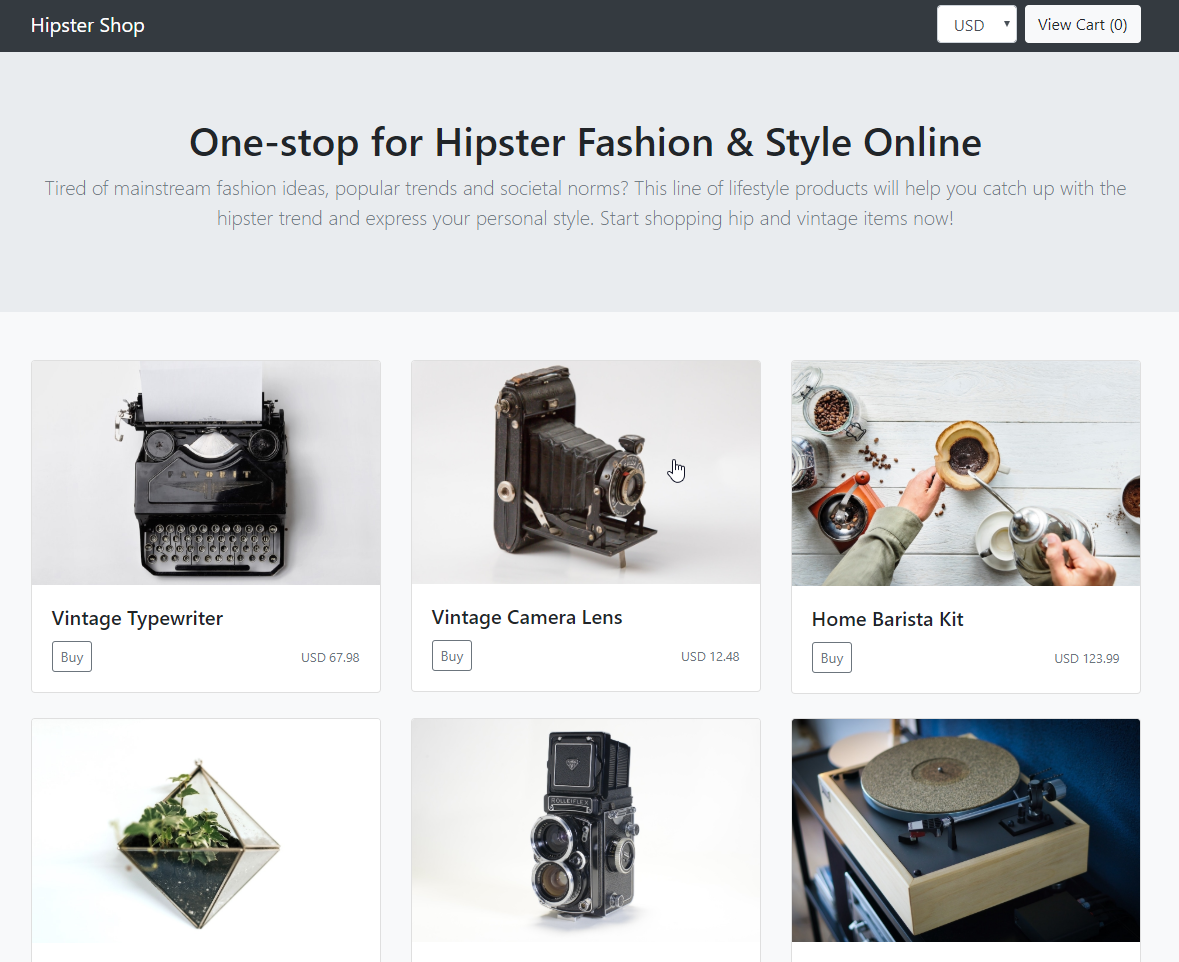 Hipster Shop
USD
View Cart (0)
One-stop for Hipster Fashion & Style Online
Tired of mainstream fashion ideas, popular trends and societal norms? This line of lifestyle products will help you catch up with the
hipster trend and express your personal style. Start shopping hip and vintage items now!
Vintage Typewriter
Buy
USD 67.98
Vintage Camera Lens
Buy
USD 12.48
Home Barista Kit
Buy
USD 123.99
ROLLEIFLEX